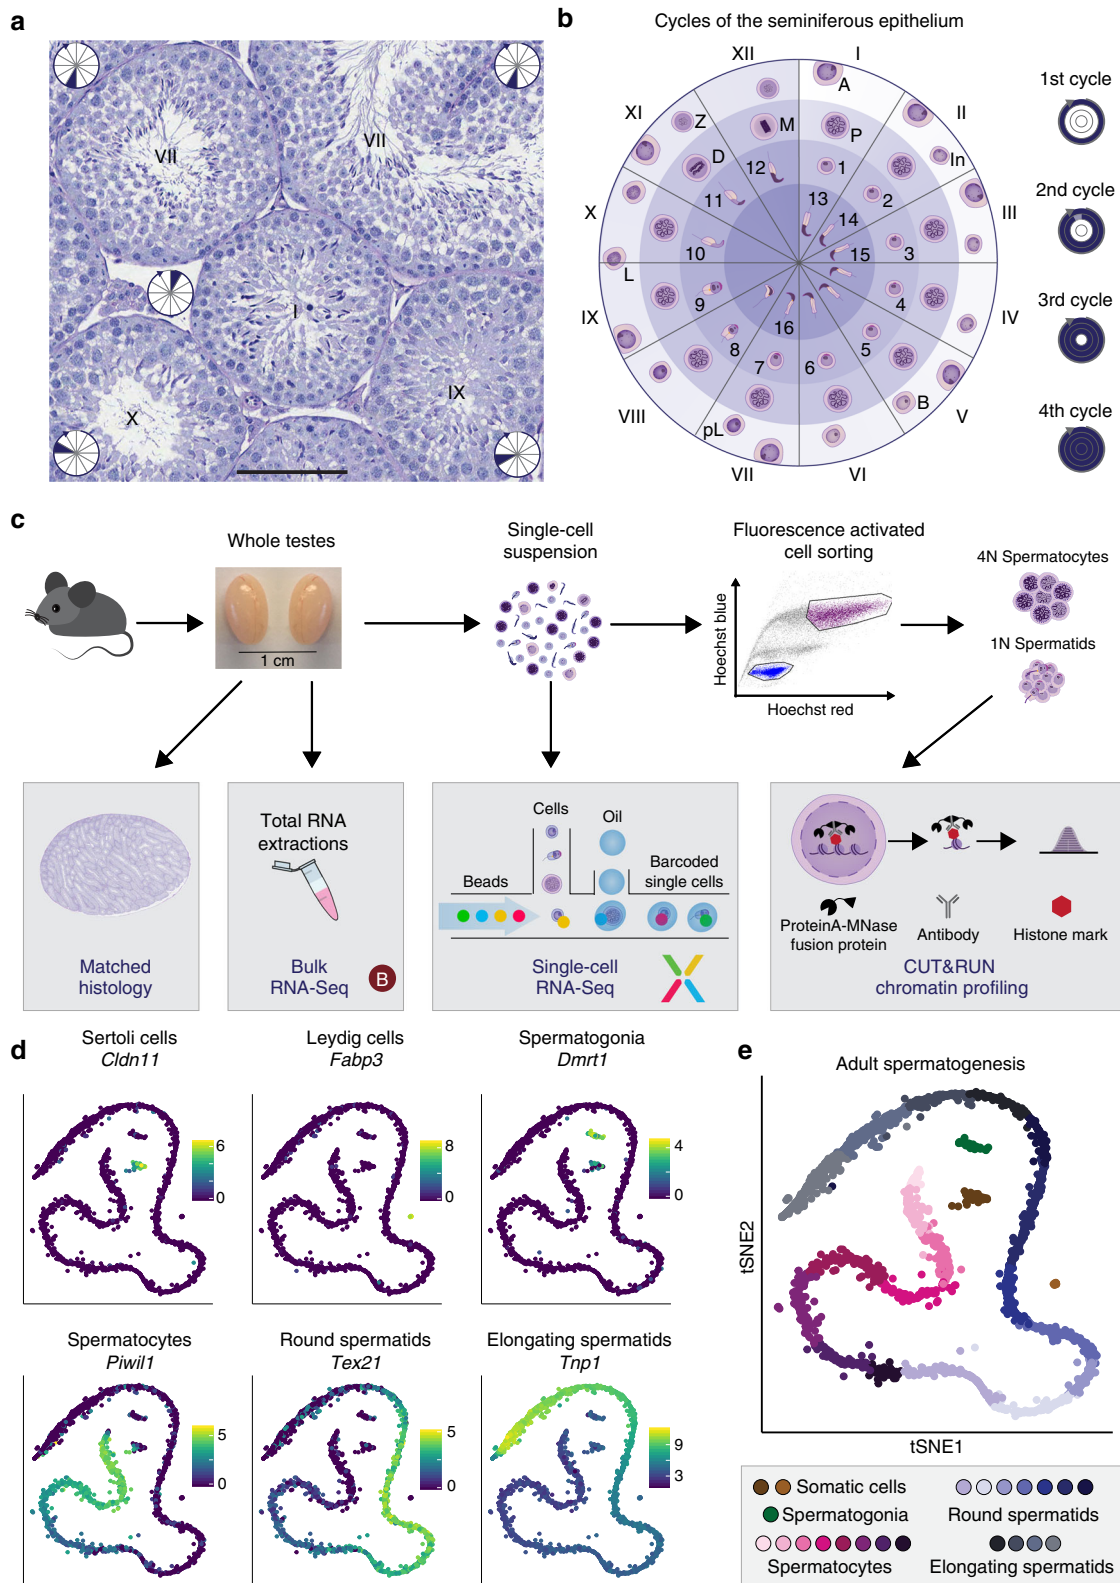 a
VII
VII
I
X
IX
b
Cycles of the seminiferous epithelium
XII
I
XI
II
X
III
IX
IV
VIII
V
VII
VI
A
Z
M
P
In
D
12
1
11
13
2
14
10
15
3
L
9
4
16
8
5
7
6
B
pL
1st cycle
2nd cycle
3rd cycle
4th cycle
c
Whole testes
1 cm
Single-cell
suspension
Fluorescence activated
cell sorting
Hoechst blue
Hoechst red
4N Spermatocytes
1N Spermatids
Matched
histology
Total RNA
extractions
Bulk
RNA-Seq
B
Cells
Oil
Beads
Barcoded
single cells
Single-cell
RNA-Seq
ProteinA-MNase
fusion protein
Antibody
Histone mark
CUT&RUN
chromatin profiling
d
Sertoli cells
Cldn11
6
0
Leydig cells
Fabp3
8
0
Spermatogonia
Dmrt1
4
0
Spermatocytes
Piwil1
5
0
Round spermatids
Tex21
5
0
Elongating spermatids
Tnp1
9
3
e
Adult spermatogenesis
tSNE2
tSNE1
Somatic cells
Spermatogonia
Spermatocytes
Round spermatids
Elongating spermatids